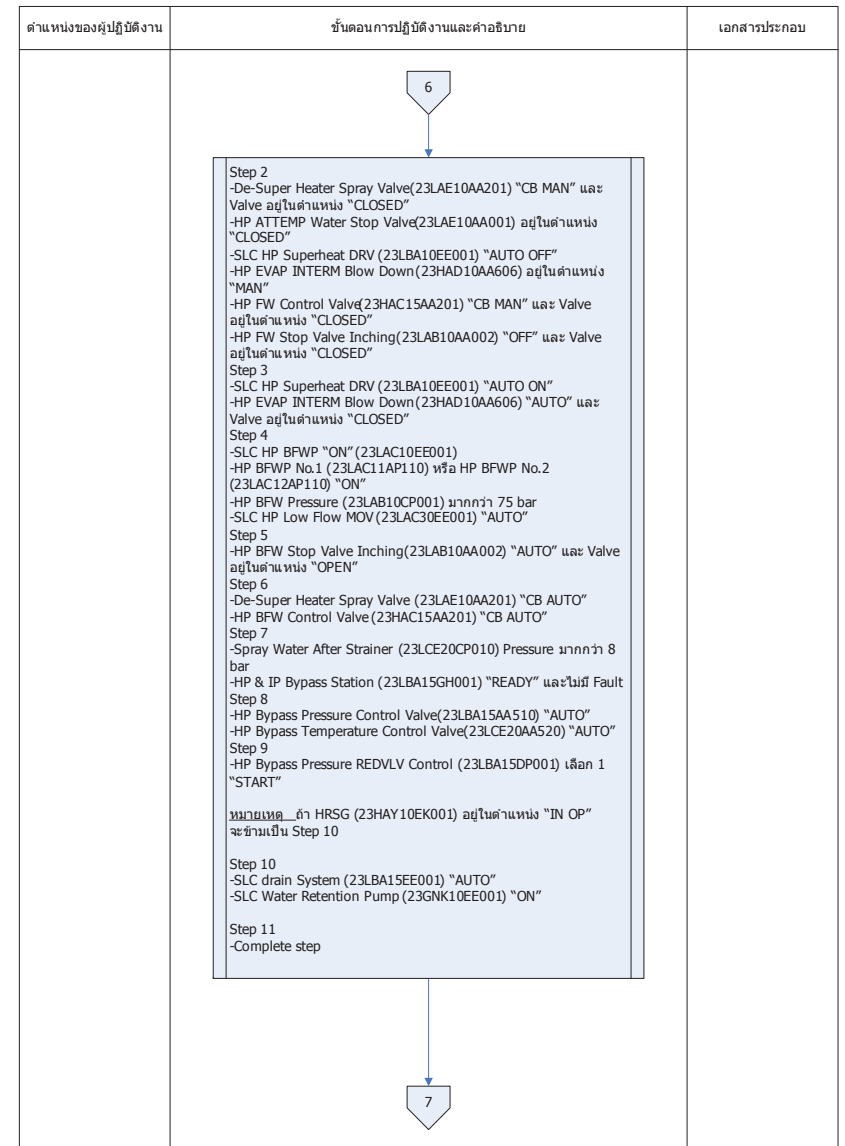 ตำแหน่งของผู้ปฏิบัติงาน
ขั้นตอนการปฏิบัติงานและคำอธิบาย
เอกสารประกอบ
6
Step 2
-De-Super Heater Spray Valve(23LAE10AA201) “CB MAN” และ
Valve อยู่ในตำแหน่ง “CLOSED”
-HP ATTEMP Water Stop Valve(23LAE10AA001) อยู่ในตำแหน่ง
“CLOSED”
-SLC HP Superheat DRV (23LBA10EE001) “AUTO OFF”
-HP EVAP INTERM Blow Down(23HAD10AA606) อยู่ในตำแหน่ง
“MAN”
-HP FW Control Valve(23HAC15AA201) “CB MAN” และ Valve
อยู่ในตำแหน่ง “CLOSED”
-HP FW Stop Valve Inching(23LAB10AA002) “OFF” และ Valve
อยู่ในตำแหน่ง “CLOSED”
Step 3
-SLC HP Superheat DRV (23LBA10EE001) “AUTO ON”
-HP EVAP INTERM Blow Down(23HAD10AA606) “AUTO” และ
Valve อยู่ในตำแหน่ง “CLOSED”
Step 4
-SLC HP BFWP “ON” (23LAC10EE001)
-HP BFWP No.1 (23LAC11AP110) หรือ HP BFWP No.2
(23LAC12AP110) “ON”
-HP BFW Pressure (23LAB10CP001) มากกว่า 75 bar
-SLC HP Low Flow MOV (23LAC30EE001) “AUTO”
Step 5
-HP BFW Stop Valve Inching(23LAB10AA002) “AUTO” และ Valve
อยู่ในตำแหน่ง “OPEN”
Step 6
-De-Super Heater Spray Valve (23LAE10AA201) “CB AUTO”
-HP BFW Control Valve (23HAC15AA201) “CB AUTO”
Step 7
-Spray Water After Strainer (23LCE20CP010) Pressure มากกว่า 8
bar
-HP & IP Bypass Station (23LBA15GH001) “READY” และไม่มี Fault
Step 8
-HP Bypass Pressure Control Valve(23LBA15AA510) “AUTO”
-HP Bypass Temperature Control Valve(23LCE20AA520) “AUTO”
Step 9
-HP Bypass Pressure REDVLV Control (23LBA15DP001) เลือก 1
“START”
หมายเหตุ ถ้า HRSG (23HAY10EK001) อยู่ในตำแหน่ง “IN OP”
จะข้ามเป็น Step 10
Step 10
-SLC drain System (23LBA15EE001) “AUTO”
-SLC Water Retention Pump (23GNK10EE001) “ON”
Step 11
-Complete step
7